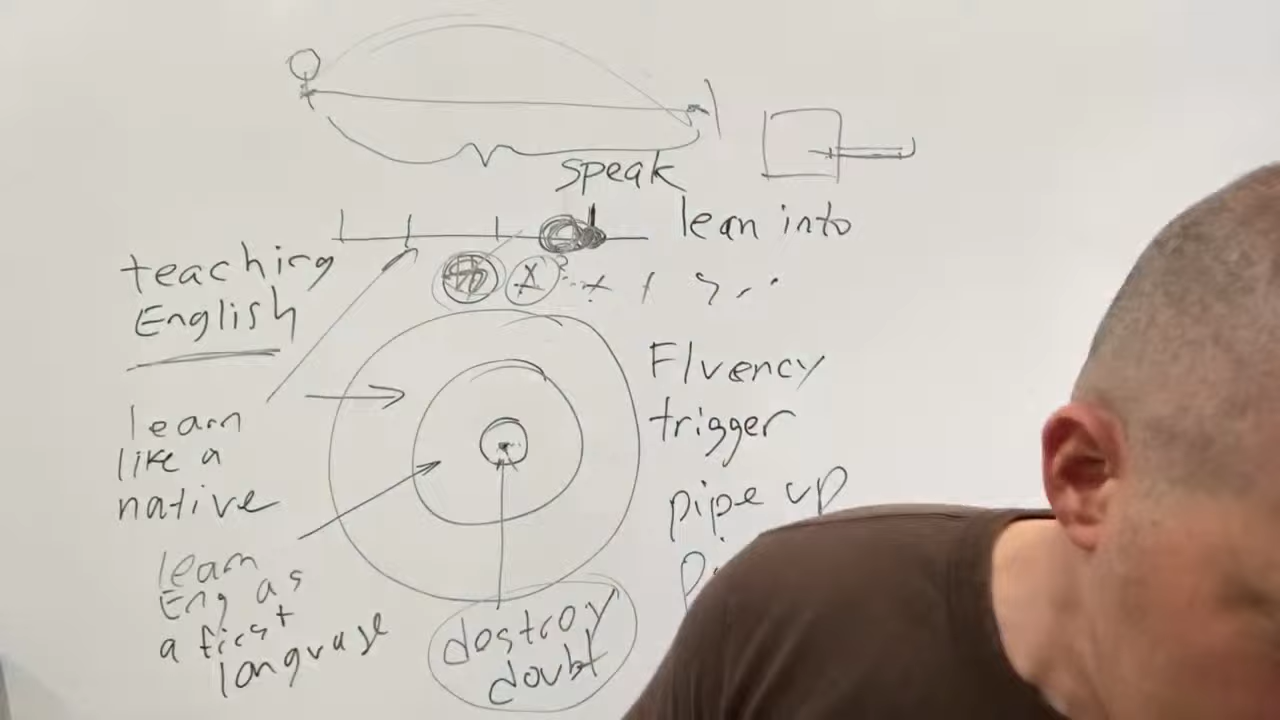 speak
lean into
teaching
English
learn
like a
native
learn
Eng as
a first
language
destroy
doubt
Fluency
trigger
pipe up